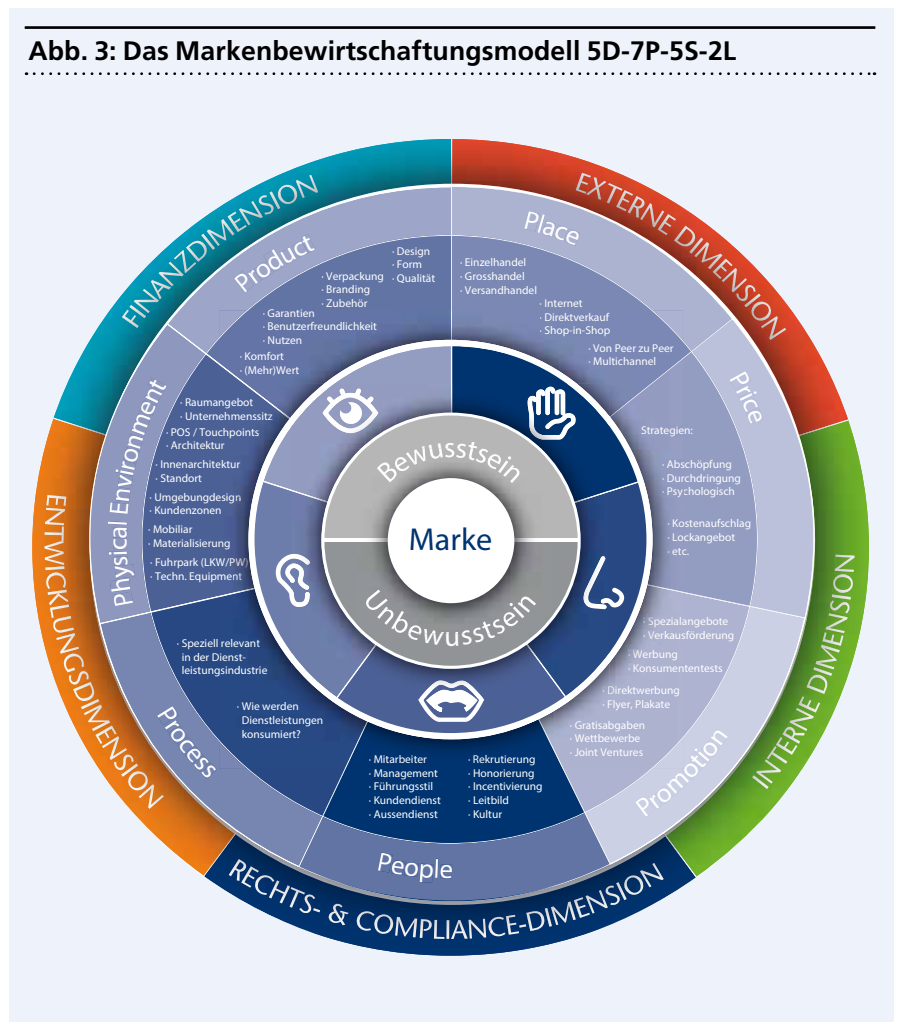 Abb. 3: Das Markenbewirtschaftungsmodell 5D-7P-5S-2L
FINANZDIMENSION
EXTERNE DIMENSION
INTERNE DIMENSION
RECHTS- & COMPLIANCE-DIMENSION
ENTWICKLUNGSDIMENSION
Product
· Design
· Form
· Qualität
· Verpackung
· Branding
· Zubehör
· Garantien
· Benutzerfreundlichkeit
· Nutzen
· Komfort
· (Mehr)Wert
Place
· Einzelhandel
· Grosshandel
· Versandhandel
· Internet
· Direktverkauf
· Shop-in-Shop
· Von Peer zu Peer
· Multichannel
Price
Strategien:
· Abschöpfung
· Durchdringung
· Psychologisch
· Kostenaufschlag
· Lockangebot
· etc.
Promotion
· Spezialangebote
· Verkausförderung
· Werbung
· Konsumententests
· Direktwerbung
· Flyer, Plakate
· Gratisabgaben
· Wettbewerbe
· Joint Ventures
People
· Mitarbeiter
· Management
· Führungsstil
· Kundendienst
· Aussendienst
· Rekrutierung
· Honorierung
· Incentivierung
· Leitbild
· Kultur
Process
· Speziell relevant
in der Dienst-
leistungsindustrie
· Wie werden
Dienstleistungen
konsumiert?
Physical Environment
· Raumangebot
· Unternehmenssitz
· POS / Touchpoints
· Architektur
· Innenarchitektur
· Standort
· Umgebungdesign
· Kundenzonen
· Mobiliar
· Materialisierung
· Fuhrpark (LKW/PW)
· Techn. Equipment
Bewusstsein
Marke
Unbewusstsein